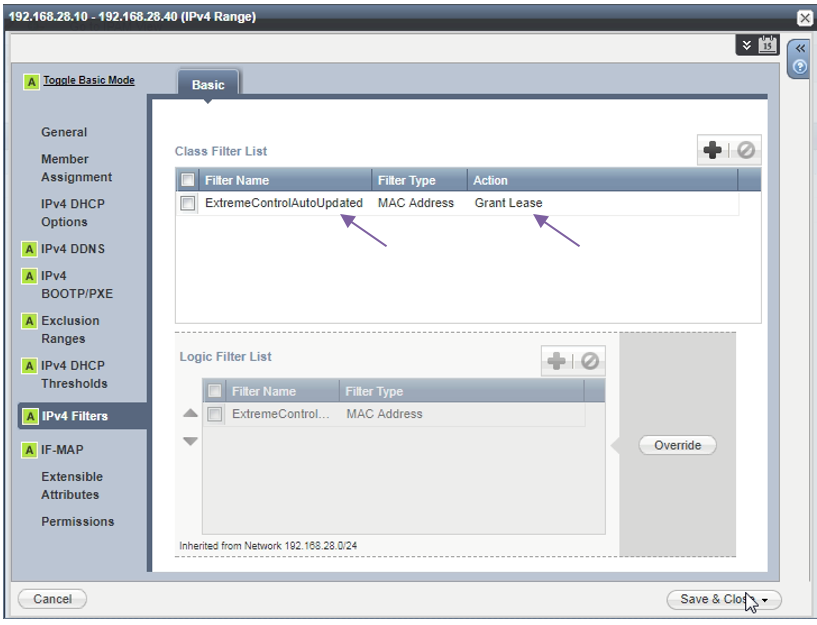 192.168.28.10 - 192.168.28.40 (IPv4 Range)
15
A Toggle Basic Mode
Basic
General
Member
Assignment
IPv4 DHCP
Options
A IPv4 DDNS
A IPv4
BOOTP/PXE
A Exclusion
Ranges
A IPv4 DHCP
Thresholds
A IPv4 Filters
A IF-MAP
Extensible
Attributes
Permissions
Class Filter List
Filter Name Filter Type Action
ExtremeControlAutoUpdated MAC Address Grant Lease
Logic Filter List
Filter Name Filter Type
ExtremeControl... MAC Address
Override
Inherited from Network 192.168.28.0/24
Cancel
Save & Close